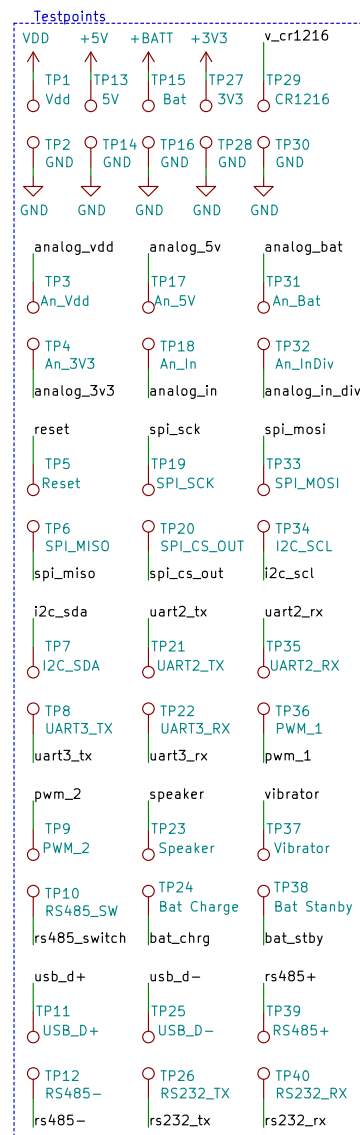 Testpoints
VDD +5V +BATT +3V3 v_cr1216
TP1 TP13 TP15 TP27 TP29
Vdd 5V Bat 3V3 CR1216
TP2 TP14 TP16 TP28 TP30
GND GND GND GND GND
GND GND GND GND GND
analog_vdd analog_5v analog_bat
TP3 TP17 TP31
An_Vdd An_5V An_Bat
TP4 TP18 TP32
An_3V3 An_In An_InDiv
analog_3v3 analog_in analog_in_div
reset spi_sck spi_mosi
TP5 TP19 TP33
Reset SPI_SCK SPI_MOSI
TP6 TP20 TP34
SPI_MISO SPI_CS_OUT I2C_SCL
spi_miso spi_cs_out i2c_scl
i2c_sda uart2_tx uart2_rx
TP7 TP21 TP35
I2C_SDA UART2_TX UART2_RX
TP8 TP22 TP36
UART3_TX UART3_RX PWM_1
uart3_tx uart3_rx pwm_1
pwm_2 speaker vibrator
TP9 TP23 TP37
PWM_2 Speaker Vibrator
TP10 TP24 TP38
RS485_SW Bat Charge Bat Stanby
rs485_switch bat_chrg bat_stby
usb_d+ usb_d− rs485+
TP11 TP25 TP39
USB_D+ USB_D− RS485+
TP12 TP26 TP40
RS485− RS232_TX RS232_RX
rs485− rs232_tx rs232_rx